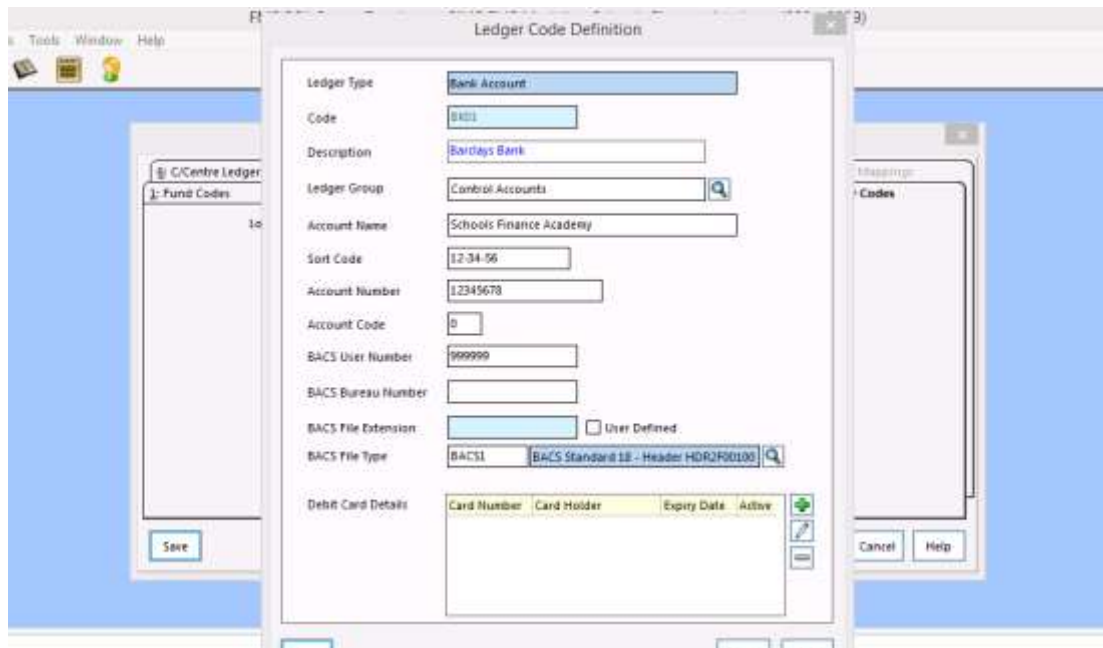 Ledger Code Definition
9)
Tools Window Help
Ledger Type Bank Account
Code BK01
Description Barclays Bank
Ledger Group Control Accounts
Account Name Schools Finance Academy
Sort Code 12-34-56
Account Number 12345678
Account Code 0
BACS User Number 999999
BACS Bureau Number
BACS File Extension User Defined
BACS File Type BACS1 BACS Standard 18 - Header HDR2F00100
Debit Card Details Card Number Card Holder Expiry Date Active
C/Centre Ledger Mappings
1: Fund Codes Codes
Save Cancel Help